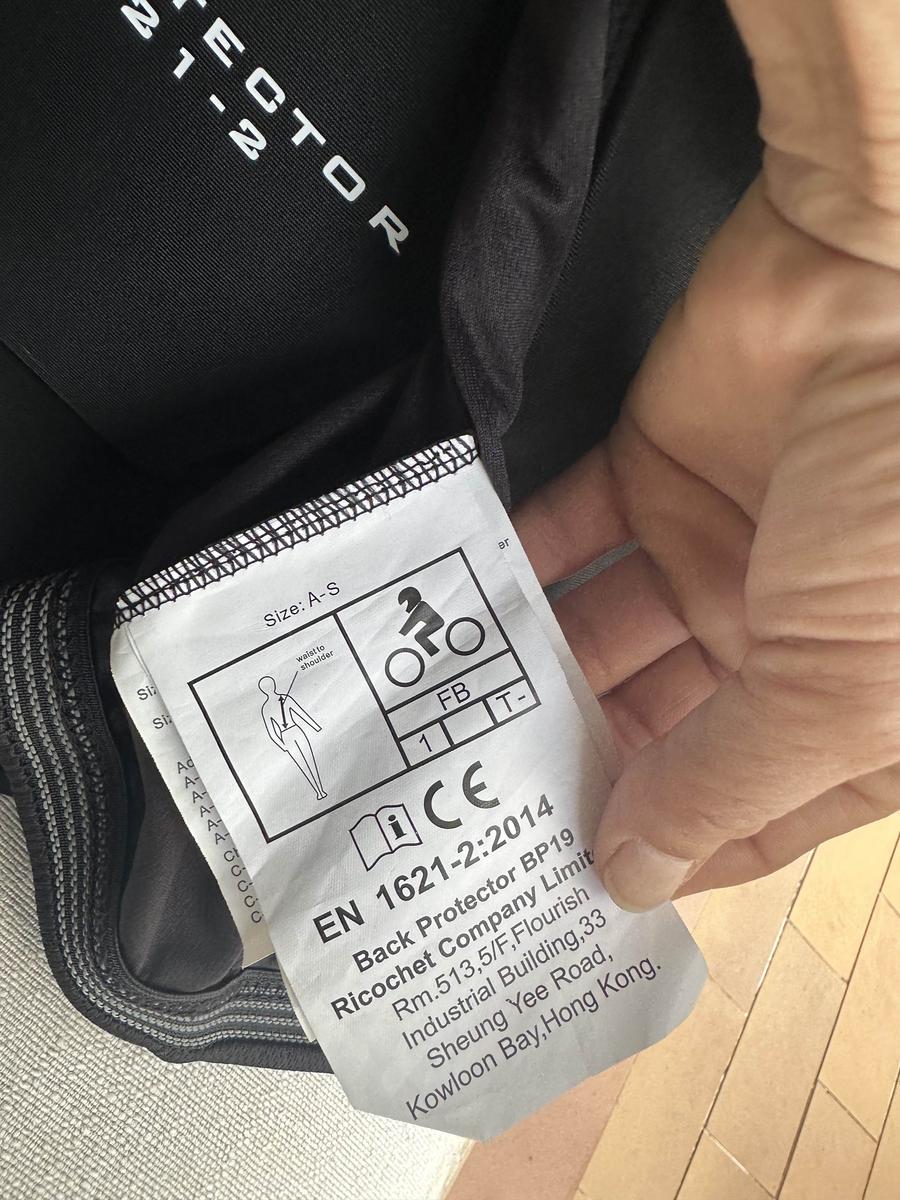 TECTOR
21-2
er
Size: A-S
waist to
shoulder
FB
1 T-
CE
EN 1621-2:2014
Back Protector BP19
Ricochet Company
Rm.513,5/F,Flourish
Industrial Building,33
Sheung Yee Road,
Kowloon Bay,Hong Kong.
A-
A-
A-
A-